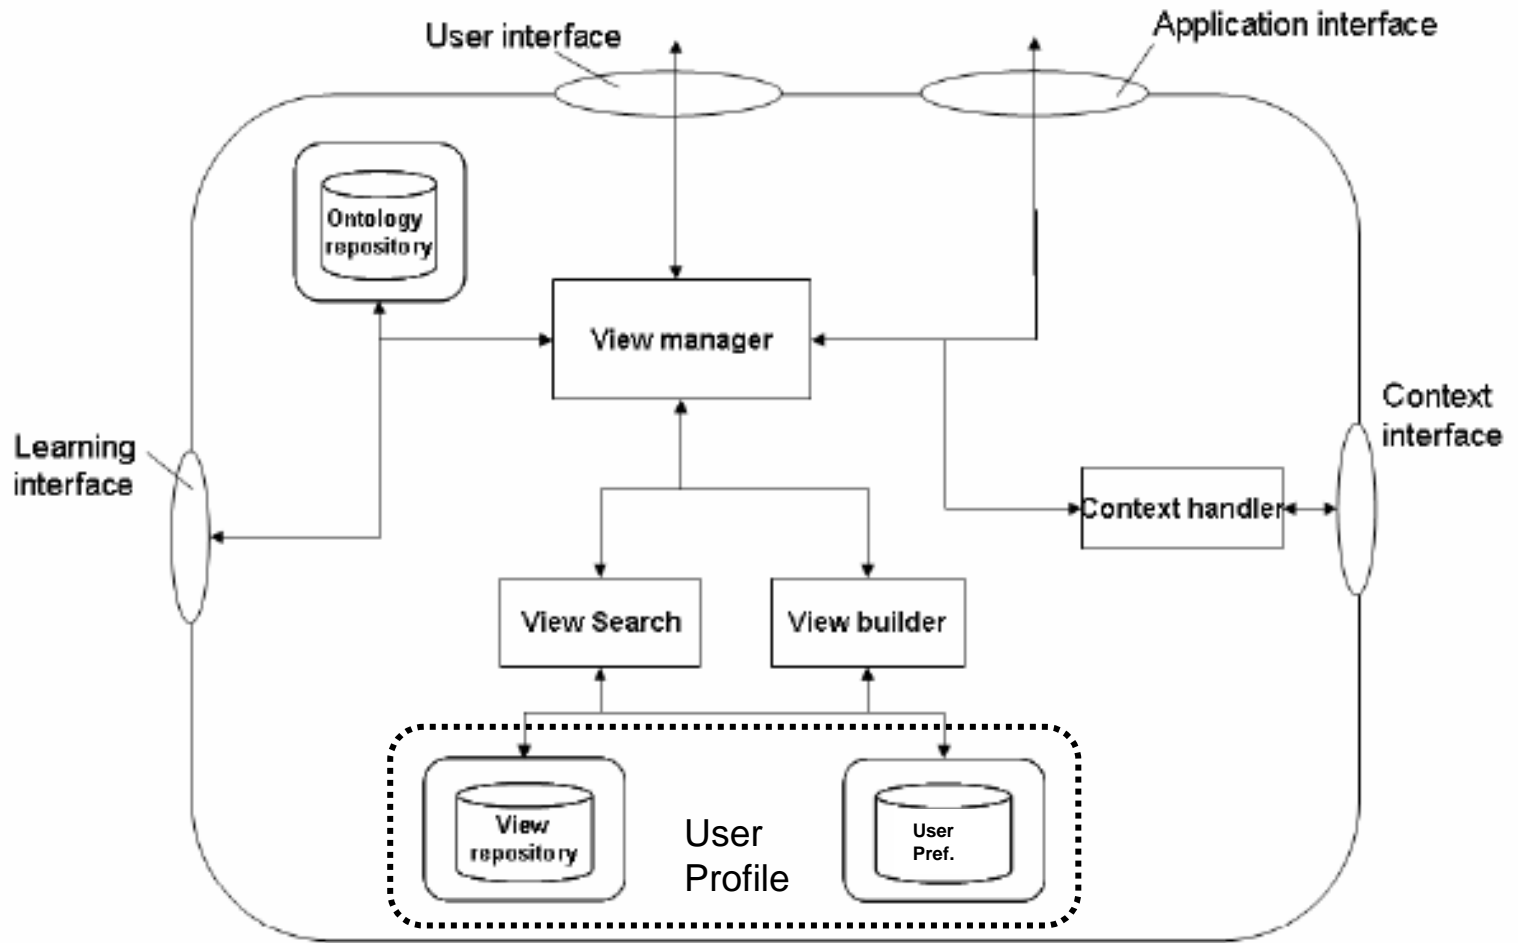 User interface
Application interface
Ontology
repository
View manager
Context
interface
Learning
interface
Context handler
View Search
View builder
View
repository
User
Profile
User
Pref.